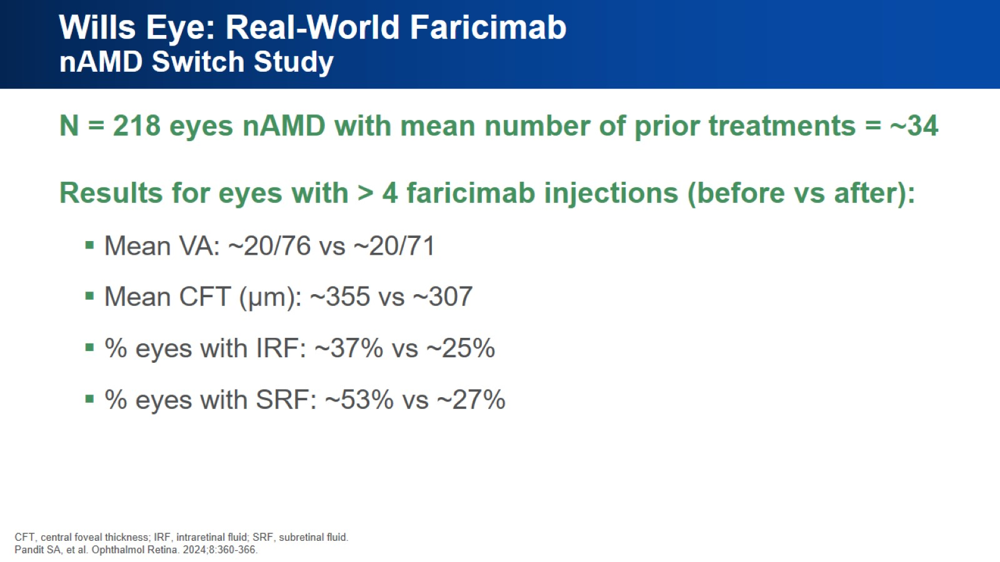 Wills Eye: Real-World Faricimab
nAMD Switch Study
N = 218 eyes nAMD with mean number of prior treatments = ~34
Results for eyes with > 4 faricimab injections (before vs after):
▪ Mean VA: ~20/76 vs ~20/71
▪ Mean CFT (μm): ~355 vs ~307
▪ % eyes with IRF: ~37% vs ~25%
▪ % eyes with SRF: ~53% vs ~27%
CFT, central foveal thickness; IRF, intraretinal fluid; SRF, subretinal fluid.
Pandit SA, et al. Ophthalmol Retina. 2024;8:360-366.